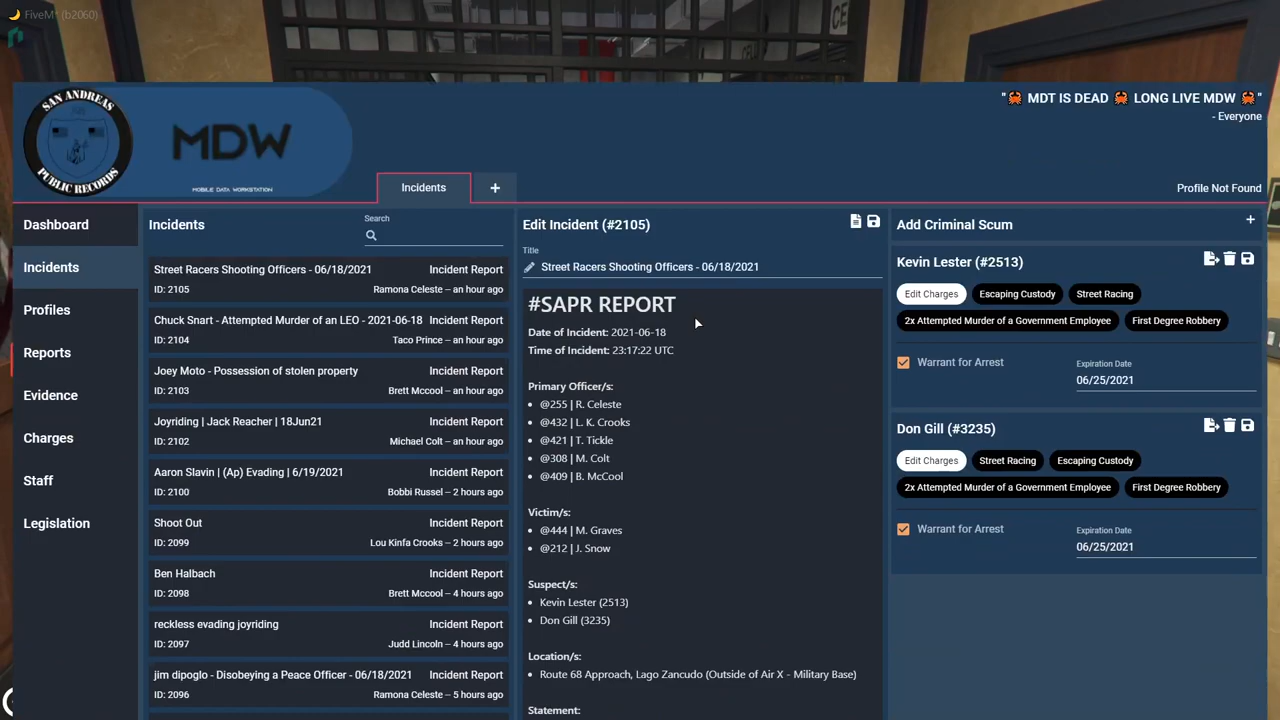 FiveM® (b2060)
SAN ANDREAS
PUBLIC RECORDS
MDW
MOBILE DATA WORKSTATION
"🦀 MDT IS DEAD 🦀 LONG LIVE MDW 🦀"
- Everyone
Incidents
+
Profile Not Found
Dashboard
Incidents
Profiles
Reports
Evidence
Charges
Staff
Legislation
Incidents
Search
Street Racers Shooting Officers - 06/18/2021 Incident Report
ID: 2105 Ramona Celeste – an hour ago
Chuck Snart - Attempted Murder of an LEO - 2021-06-18 Incident Report
ID: 2104 Taco Prince – an hour ago
Joey Moto - Possession of stolen property Incident Report
ID: 2103 Brett Mccool – an hour ago
Joyriding | Jack Reacher | 18Jun21 Incident Report
ID: 2102 Michael Colt – an hour ago
Aaron Slavin | (Ap) Evading | 6/19/2021 Incident Report
ID: 2100 Bobbi Russel – 2 hours ago
Shoot Out Incident Report
ID: 2099 Lou Kinfa Crooks – 2 hours ago
Ben Halbach Incident Report
ID: 2098 Brett Mccool – 4 hours ago
reckless evading joyriding Incident Report
ID: 2097 Judd Lincoln – 4 hours ago
jim dipoglo - Disobeying a Peace Officer - 06/18/2021 Incident Report
ID: 2096 Ramona Celeste – 5 hours ago
Edit Incident (#2105)
Title
Street Racers Shooting Officers - 06/18/2021
#SAPR REPORT
Date of Incident: 2021-06-18
Time of Incident: 23:17:22 UTC
Primary Officer/s:
• @255 | R. Celeste
• @432 | L. K. Crooks
• @421 | T. Tickle
• @308 | M. Colt
• @409 | B. McCool
Victim/s:
• @444 | M. Graves
• @212 | J. Snow
Suspect/s:
• Kevin Lester (2513)
• Don Gill (3235)
Location/s:
• Route 68 Approach, Lago Zancudo (Outside of Air X - Military Base)
Statement:
Add Criminal Scum
+
Kevin Lester (#2513)
Edit Charges Escaping Custody Street Racing
2x Attempted Murder of a Government Employee First Degree Robbery
Warrant for Arrest
Expiration Date
06/25/2021
Don Gill (#3235)
Edit Charges Street Racing Escaping Custody
2x Attempted Murder of a Government Employee First Degree Robbery
Warrant for Arrest
Expiration Date
06/25/2021